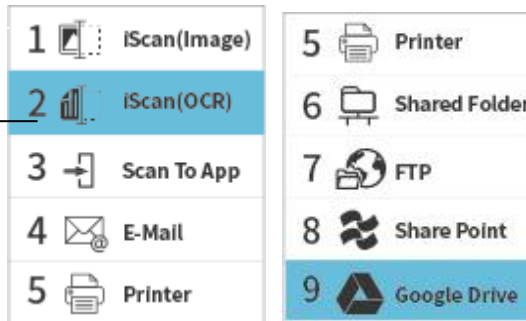 1 iScan(Image)
2 iScan(OCR)
3 Scan To App
4 E-Mail
5 Printer
5 Printer
6 Shared Folder
7 FTP
8 Share Point
9 Google Drive